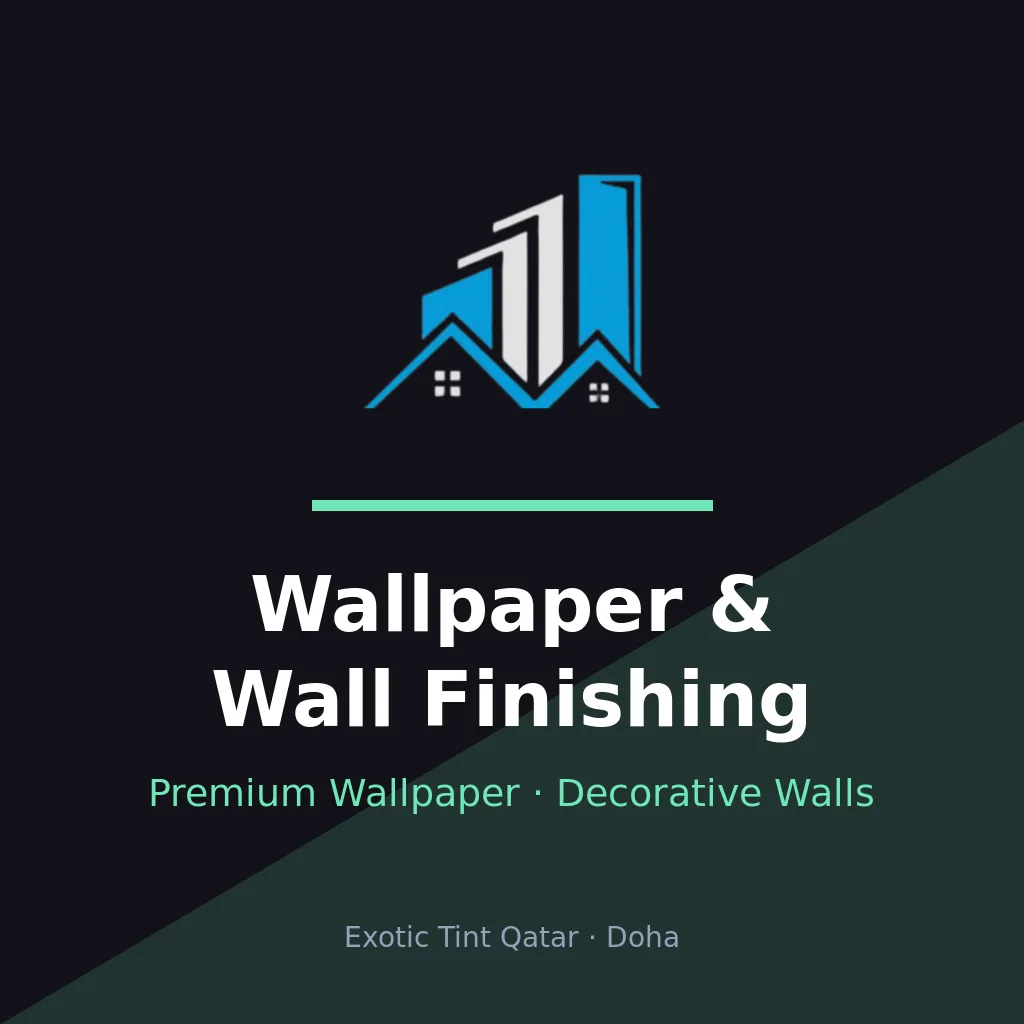 Wallpaper &
Wall Finishing
Premium Wallpaper · Decorative Walls
Exotic Tint Qatar · Doha